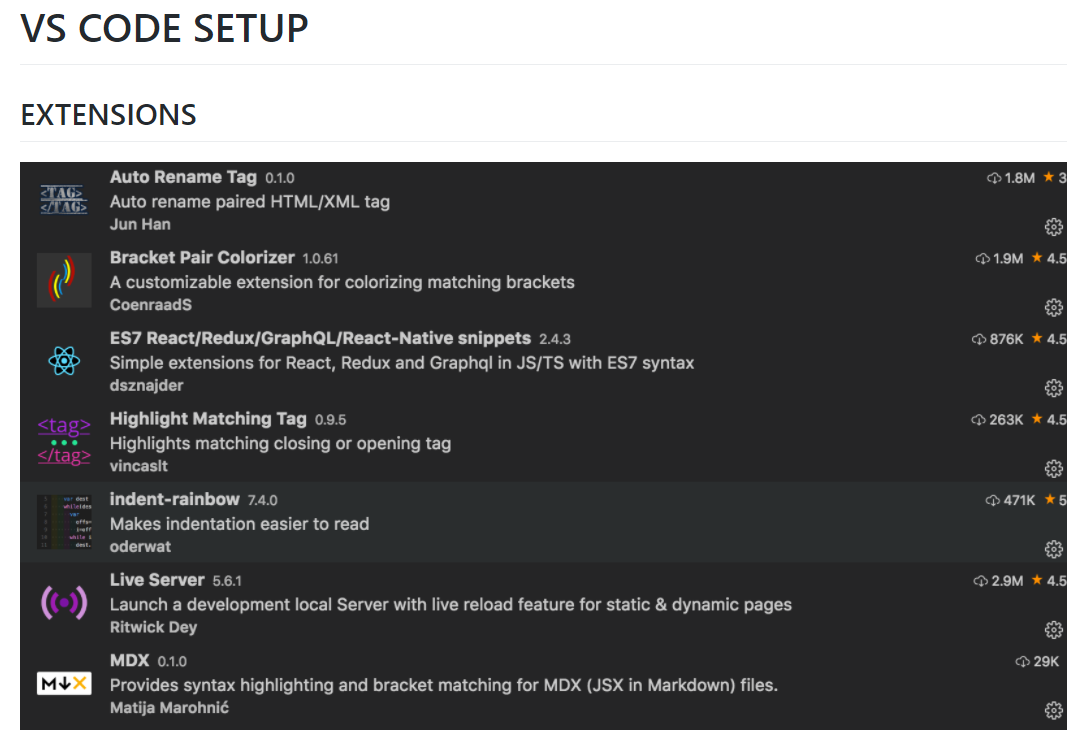 VS CODE SETUP
EXTENSIONS
<TAG>
</TAG>
Auto Rename Tag 0.1.0
1.8M ★ 3
Auto rename paired HTML/XML tag
Jun Han
Bracket Pair Colorizer 1.0.61
1.9M ★ 4.5
A customizable extension for colorizing matching brackets
CoenraadS
ES7 React/Redux/GraphQL/React-Native snippets 2.4.3
876K ★ 4.5
Simple extensions for React, Redux and Graphql in JS/TS with ES7 syntax
dsznajder
<tag>
</tag>
Highlight Matching Tag 0.9.5
263K ★ 4.5
Highlights matching closing or opening tag
vincaslt
indent-rainbow 7.4.0
471K ★ 5
Makes indentation easier to read
oderwat
Live Server 5.6.1
2.9M ★ 4.5
Launch a development local Server with live reload feature for static & dynamic pages
Ritwick Dey
M↓X
MDX 0.1.0
29K
Provides syntax highlighting and bracket matching for MDX (JSX in Markdown) files.
Matija Marohnić